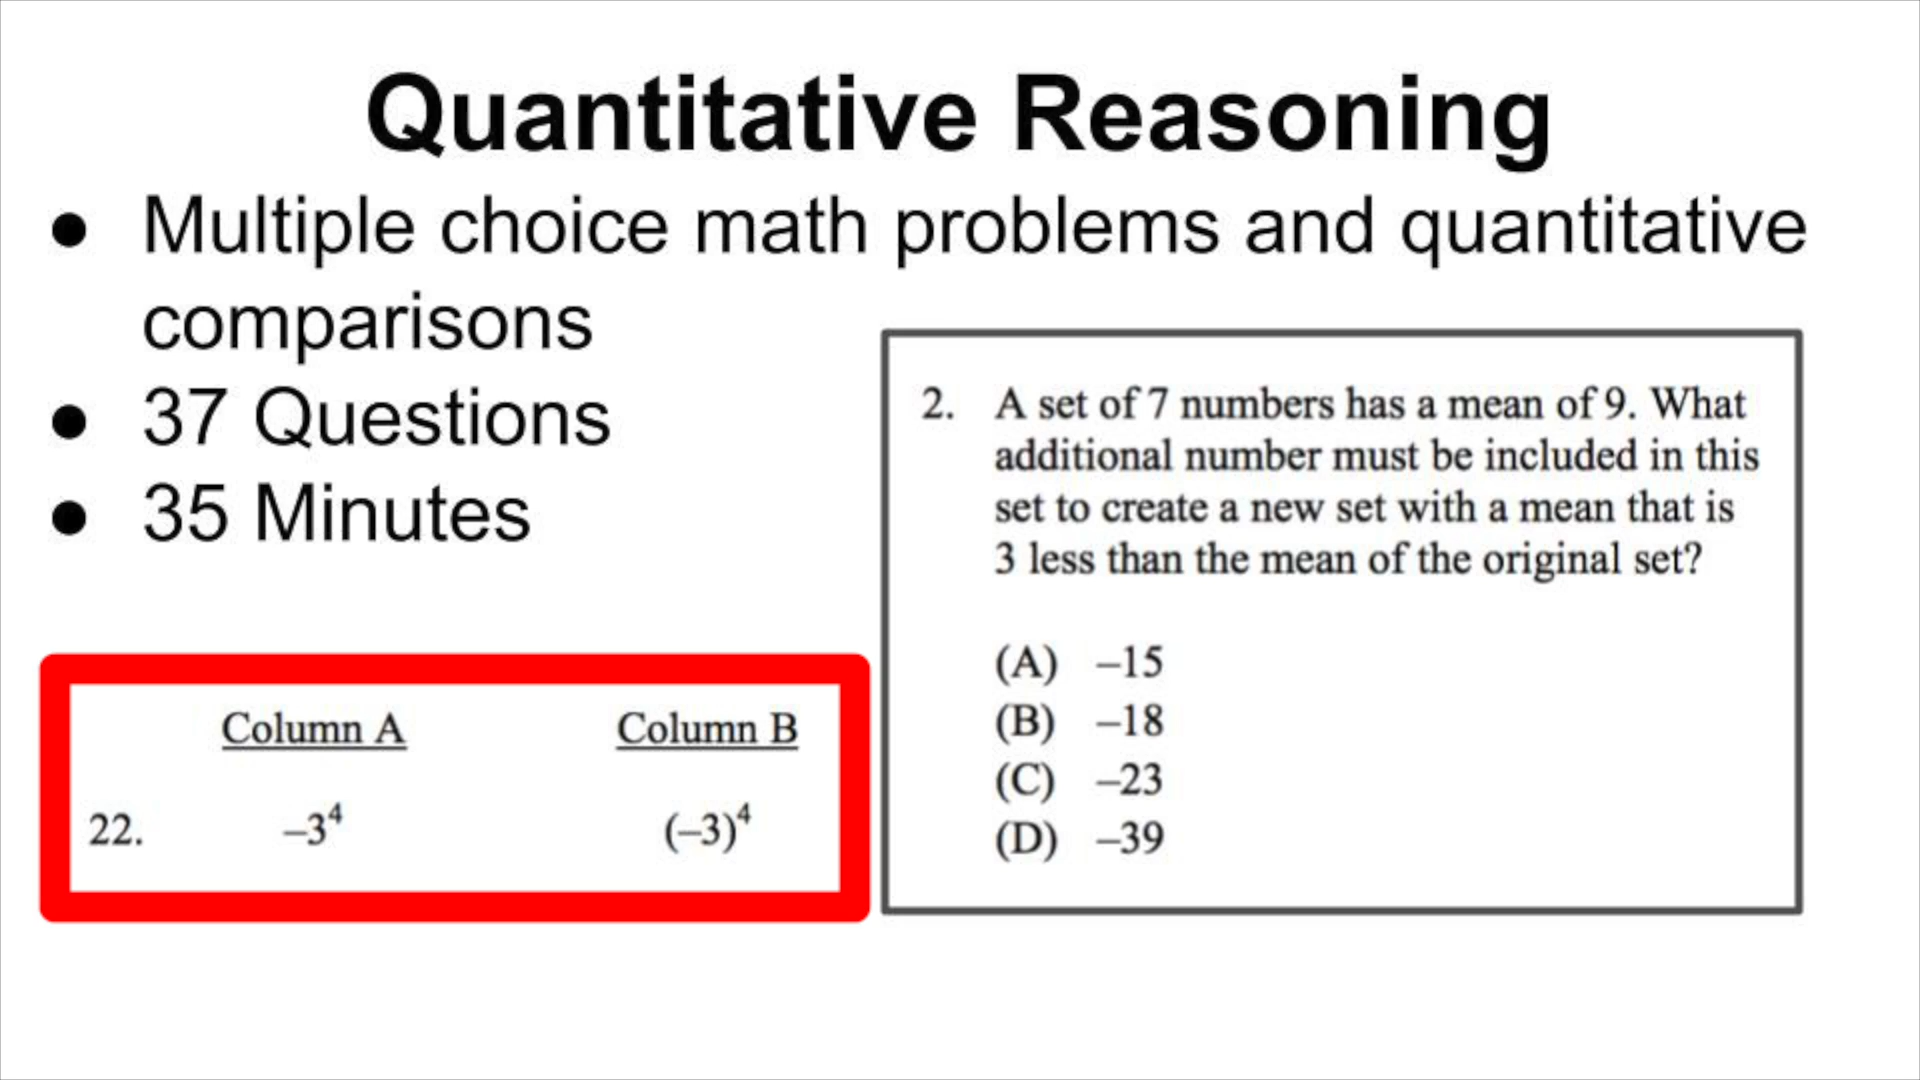 Quantitative Reasoning
● Multiple choice math problems and quantitative
comparisons
● 37 Questions
● 35 Minutes
2. A set of 7 numbers has a mean of 9. What
additional number must be included in this
set to create a new set with a mean that is
3 less than the mean of the original set?
(A) –15
(B) –18
(C) –23
(D) –39
Column A Column B
22. –3⁴ (–3)⁴